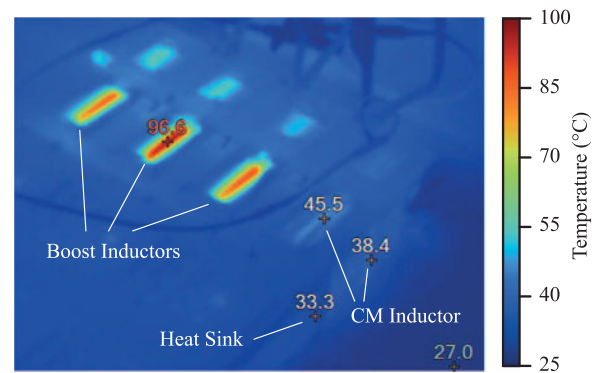 100
96.6
85
70
45.5
55
Boost Inductors
38.4
40
33.3
CM Inductor
Heat Sink
27.0
25
Temperature (°C)